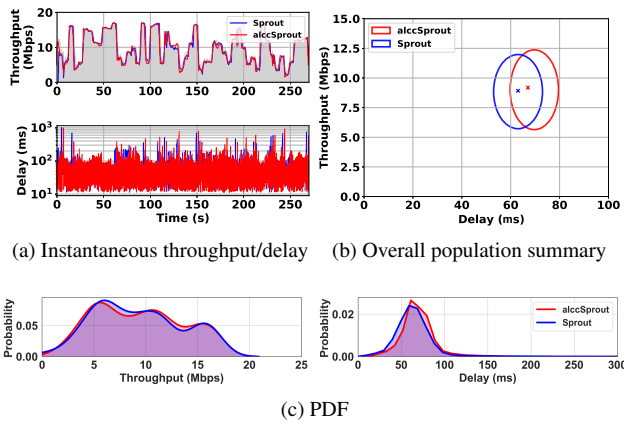 Throughput
(Mbps)
20
10
0
Sprout
alccSprout
0 50 100 150 200 250
Delay (ms)
10³
10²
10¹
0 50 100 150 200 250
Time (s)
(a) Instantaneous throughput/delay
Throughput (Mbps)
15.0
12.5
10.0
7.5
5.0
2.5
0.0
alccSprout
Sprout
0 20 40 60 80 100
Delay (ms)
(b) Overall population summary
Probability
0.05
0.00
0 5 10 15 20 25
Throughput (Mbps)
Probability
0.02
0.00
alccSprout
Sprout
0 50 100 150 200 250 300
Delay (ms)
(c) PDF